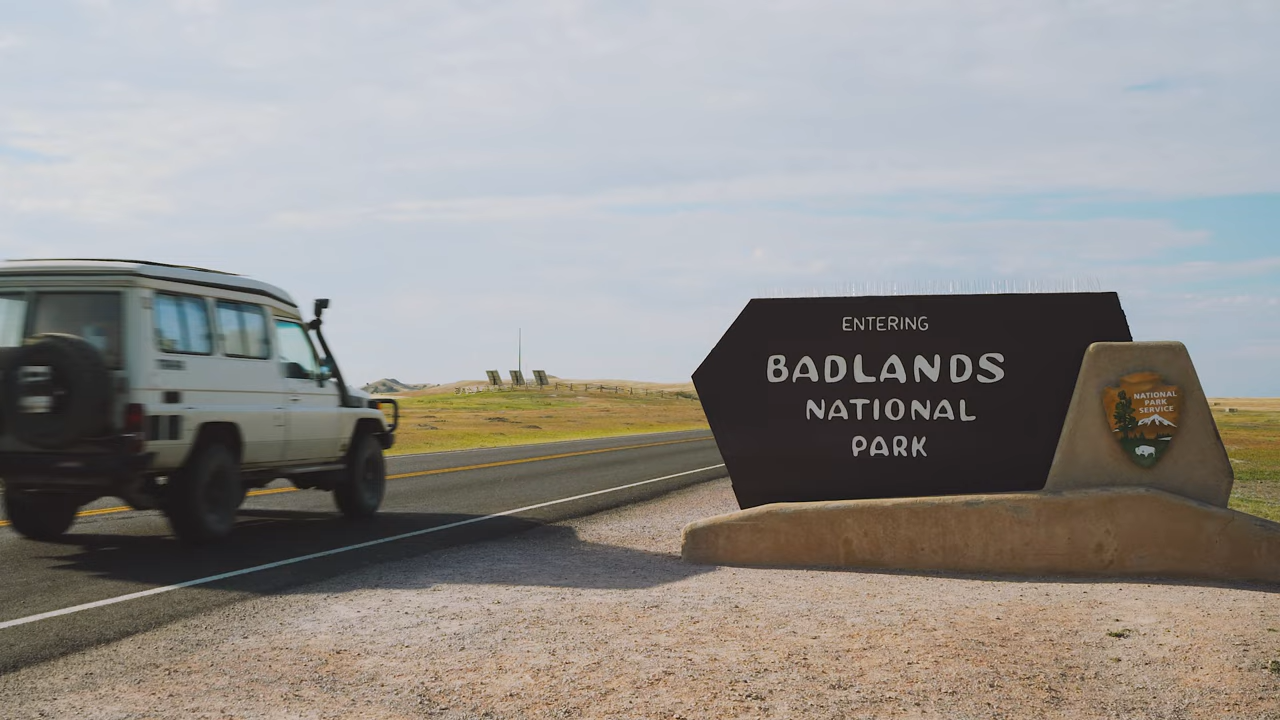 ENTERING
BADLANDS
NATIONAL
PARK
NATIONAL
PARK
SERVICE